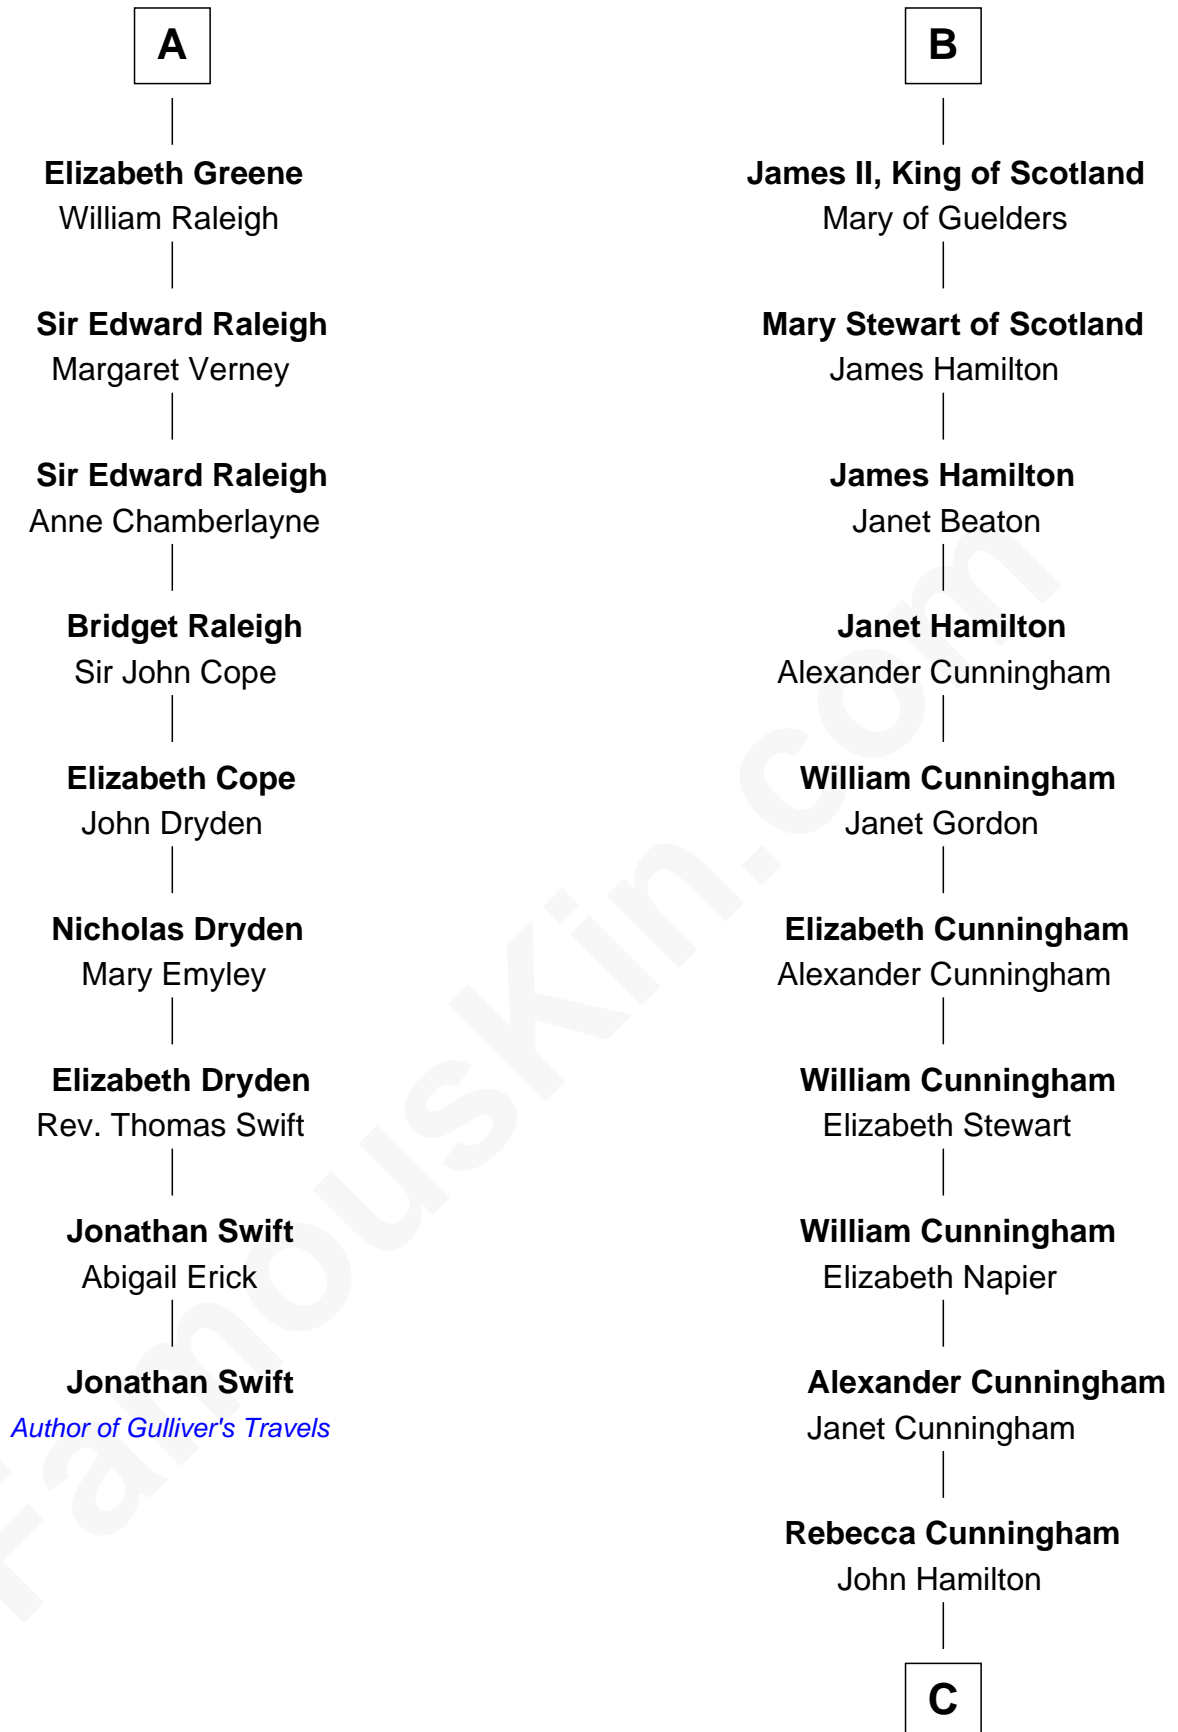 A
Elizabeth Greene
William Raleigh
Sir Edward Raleigh
Margaret Verney
Sir Edward Raleigh
Anne Chamberlayne
Bridget Raleigh
Sir John Cope
Elizabeth Cope
John Dryden
Nicholas Dryden
Mary Emyley
Elizabeth Dryden
Rev. Thomas Swift
Jonathan Swift
Abigail Erick
Jonathan Swift
Author of Gulliver's Travels
B
James II, King of Scotland
Mary of Guelders
Mary Stewart of Scotland
James Hamilton
James Hamilton
Janet Beaton
Janet Hamilton
Alexander Cunningham
William Cunningham
Janet Gordon
Elizabeth Cunningham
Alexander Cunningham
William Cunningham
Elizabeth Stewart
William Cunningham
Elizabeth Napier
Alexander Cunningham
Janet Cunningham
Rebecca Cunningham
John Hamilton
C
FamousKin.com